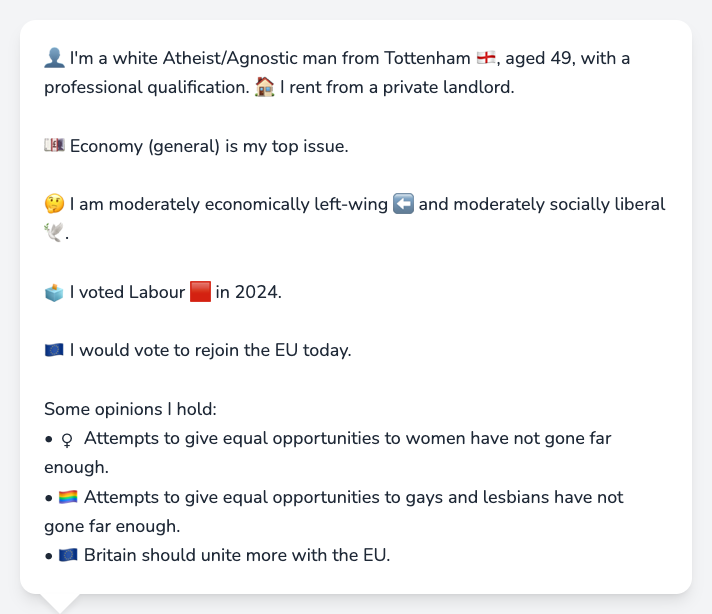 👤 I'm a white Atheist/Agnostic man from Tottenham 🏴󠁧󠁢󠁥󠁮󠁧󠁿, aged 49, with a
professional qualification. 🏠 I rent from a private landlord.
💷 Economy (general) is my top issue.
🤔 I am moderately economically left-wing ⬅️ and moderately socially liberal
🕊️.
🗳️ I voted Labour 🟥 in 2024.
🇪🇺 I would vote to rejoin the EU today.
Some opinions I hold:
• ♀ Attempts to give equal opportunities to women have not gone far
enough.
• 🏳️‍🌈 Attempts to give equal opportunities to gays and lesbians have not
gone far enough.
• 🇪🇺 Britain should unite more with the EU.